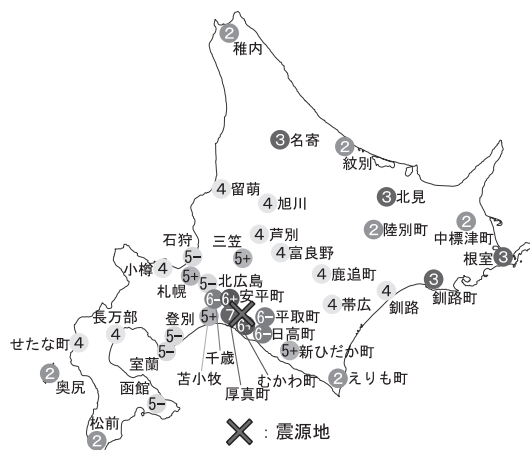 2
稚内
3 名寄
2
紋別
3
北見
4 留萌
4
旭川
2
陸別町
2
中標津町
石狩
5-
三笠
5+
4
芦別
4
富良野
根室
3
小樽 4
札幌
5+
北広島
5-
4
鹿追町
4
釧路
3
釧路町
6- 6+ 安平町
4
帯広
長万部
4
登別
5-
5+
7
6+
6-
平取町
6-
日高町
せたな町 4
室蘭
5-
千歳
苫小牧
厚真町
むかわ町
5+ 新ひだか町
2
奥尻
函館
5-
2 えりも町
松前
2
: 震源地